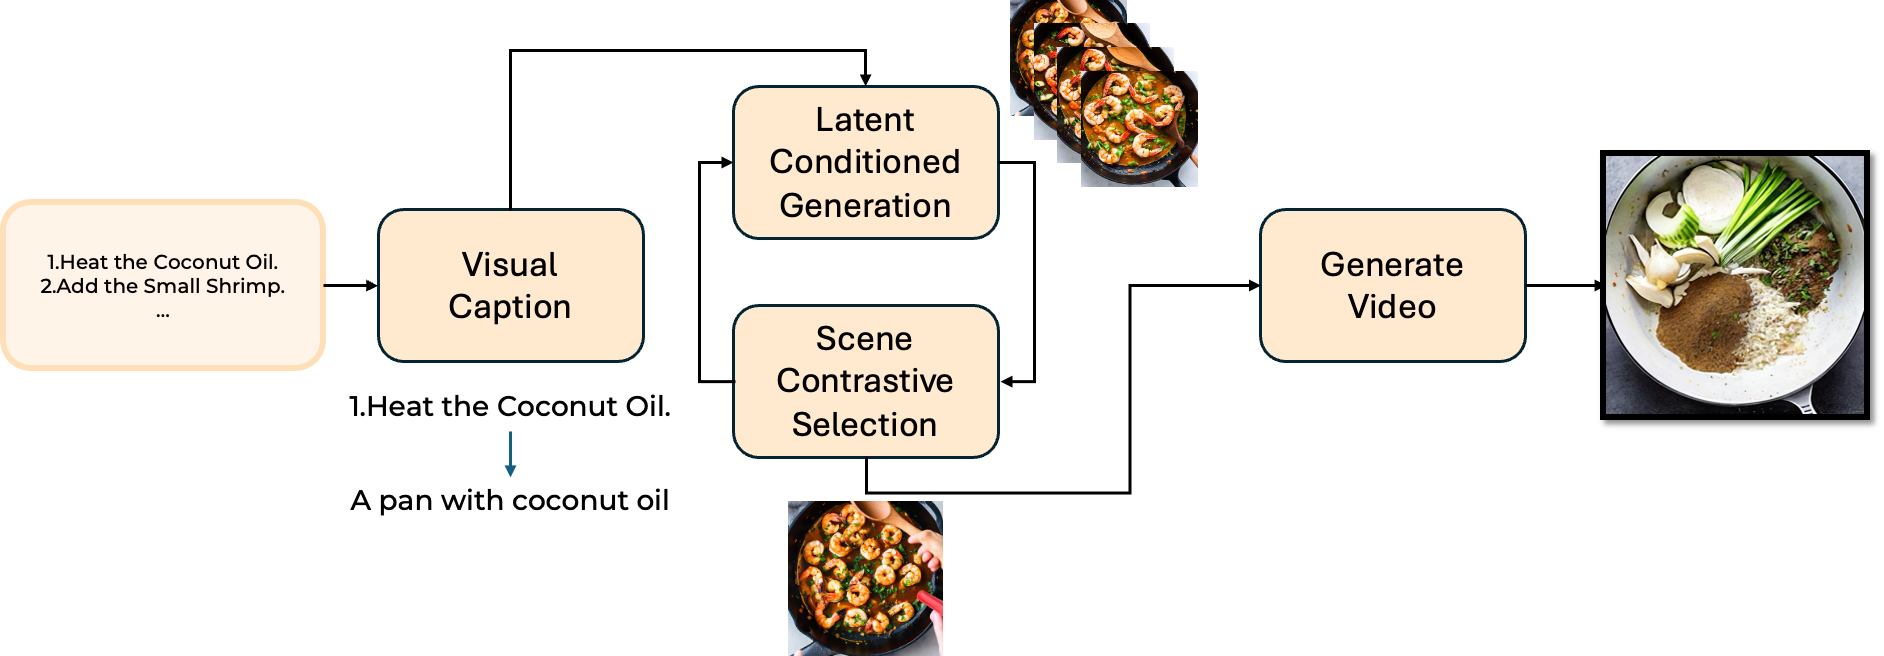 1.Heat the Coconut Oil.
2.Add the Small Shrimp.
...
Visual
Caption
1.Heat the Coconut Oil.
A pan with coconut oil
Latent
Conditioned
Generation
Scene
Contrastive
Selection
Generate
Video